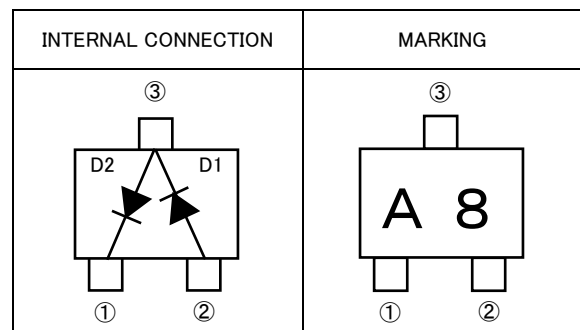 INTERNAL CONNECTION
MARKING
③
D2 D1
① ②
③
A 8
① ②